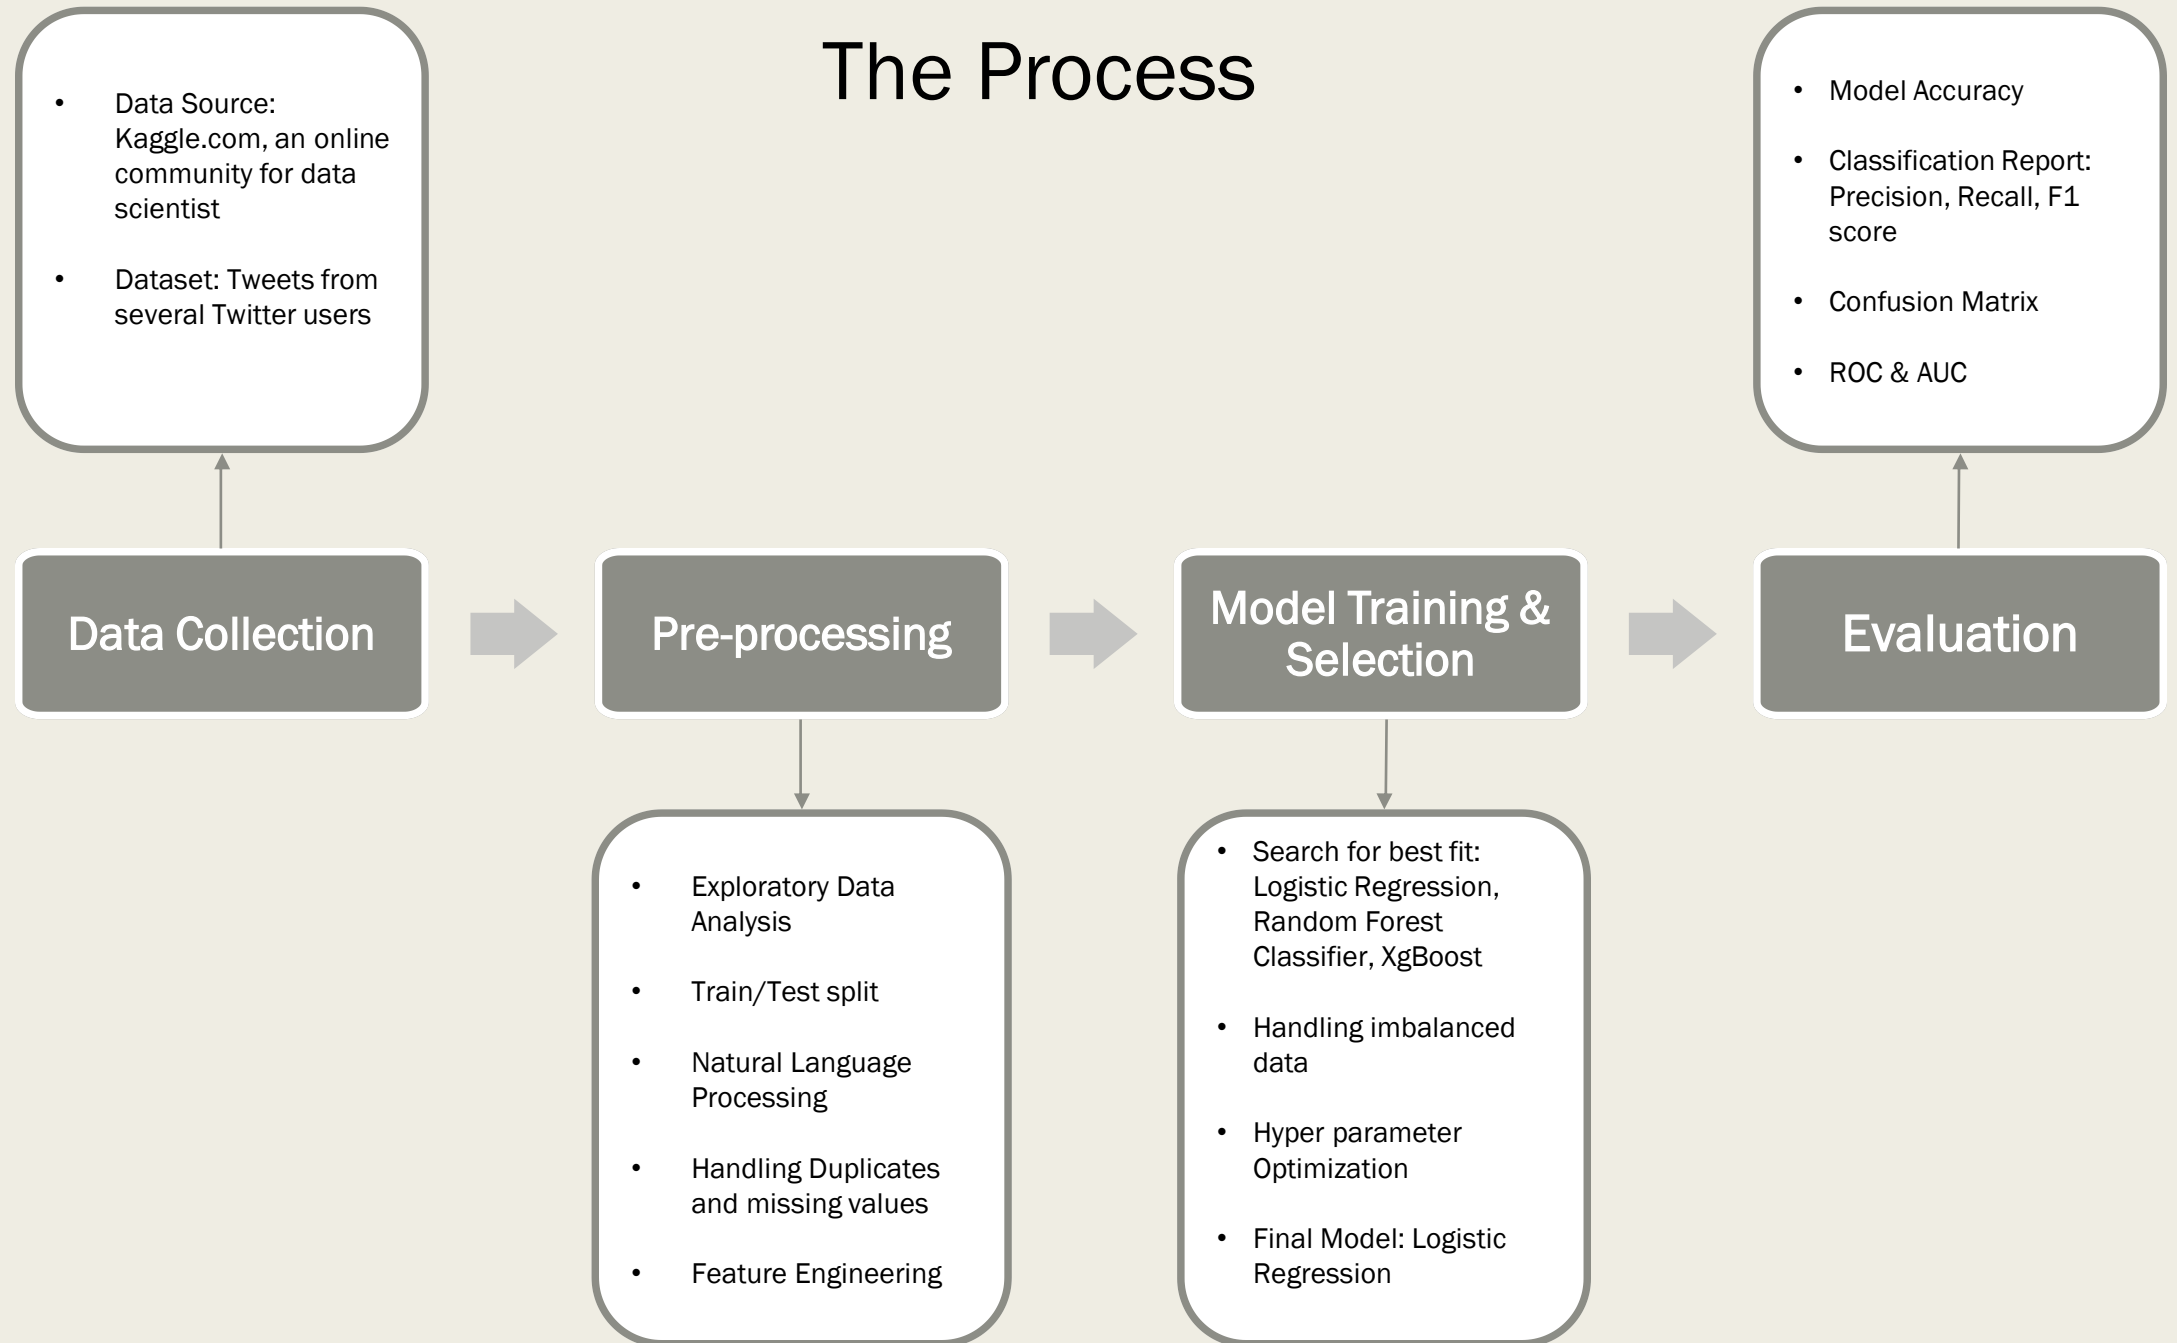 The Process
• Data Source:
Kaggle.com, an online
community for data
scientist
• Dataset: Tweets from
several Twitter users
• Model Accuracy
• Classification Report:
Precision, Recall, F1
score
• Confusion Matrix
• ROC & AUC
Data Collection
Pre-processing
Model Training &
Selection
Evaluation
• Exploratory Data
Analysis
• Train/Test split
• Natural Language
Processing
• Handling Duplicates
and missing values
• Feature Engineering
• Search for best fit:
Logistic Regression,
Random Forest
Classifier, XgBoost
• Handling imbalanced
data
• Hyper parameter
Optimization
• Final Model: Logistic
Regression